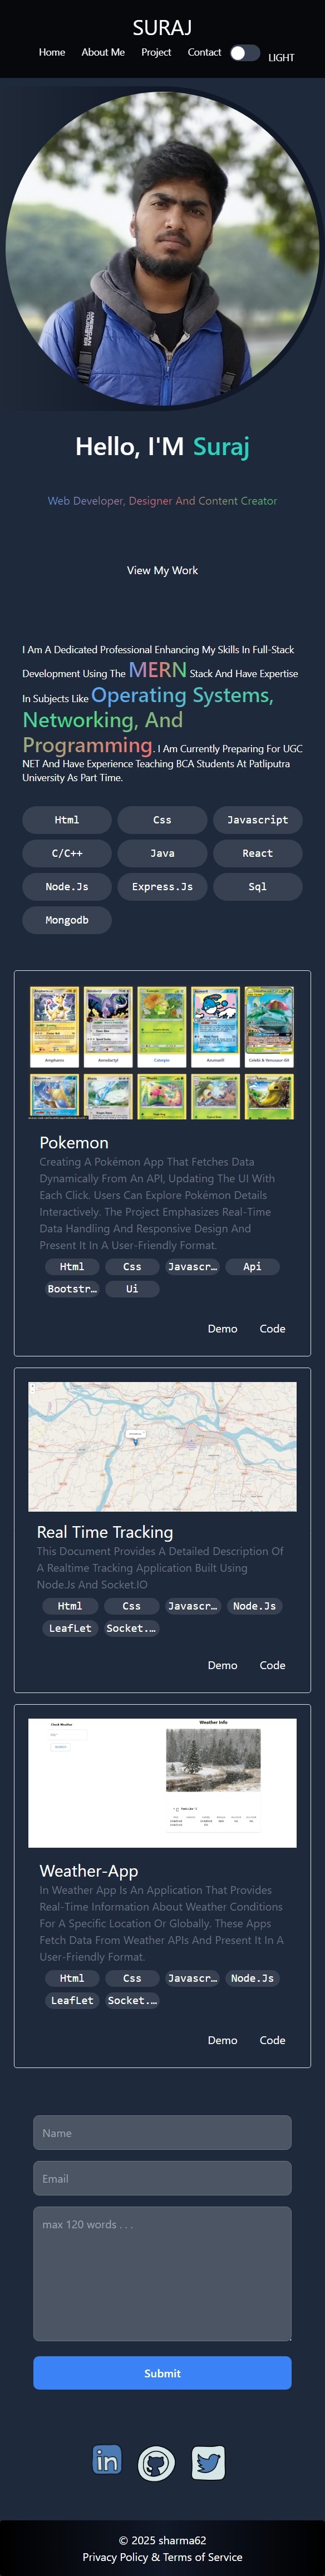 SURAJ
Home About Me Project Contact LIGHT
Hello, I'M Suraj
Web Developer, Designer And Content Creator
View My Work
I Am A Dedicated Professional Enhancing My Skills In Full-Stack
Development Using The MERN Stack And Have Expertise
In Subjects Like Operating Systems,
Networking, And
Programming. I Am Currently Preparing For UGC
NET And Have Experience Teaching BCA Students At Patliputra
University As Part Time.
Html Css Javascript
C/C++ Java React
Node.Js Express.Js Sql
Mongodb
Pokemon
Creating A Pokémon App That Fetches Data
Dynamically From An API, Updating The UI With
Each Click. Users Can Explore Pokémon Details
Interactively. The Project Emphasizes Real-Time
Data Handling And Responsive Design And
Present It In A User-Friendly Format.
Html Css Javascr... Api
Bootstr... Ui
Demo Code
Real Time Tracking
This Document Provides A Detailed Description Of
A Realtime Tracking Application Built Using
Node.Js And Socket.IO
Html Css Javascr... Node.Js
LeafLet Socket....
Demo Code
Weather Info
Weather-App
In Weather App Is An Application That Provides
Real-Time Information About Weather Conditions
For A Specific Location Or Globally. These Apps
Fetch Data From Weather APIs And Present It In A
User-Friendly Format.
Html Css Javascr... Node.Js
LeafLet Socket....
Demo Code
Name
Email
max 120 words . . .
Submit
in
© 2025 sharma62
Privacy Policy & Terms of Service